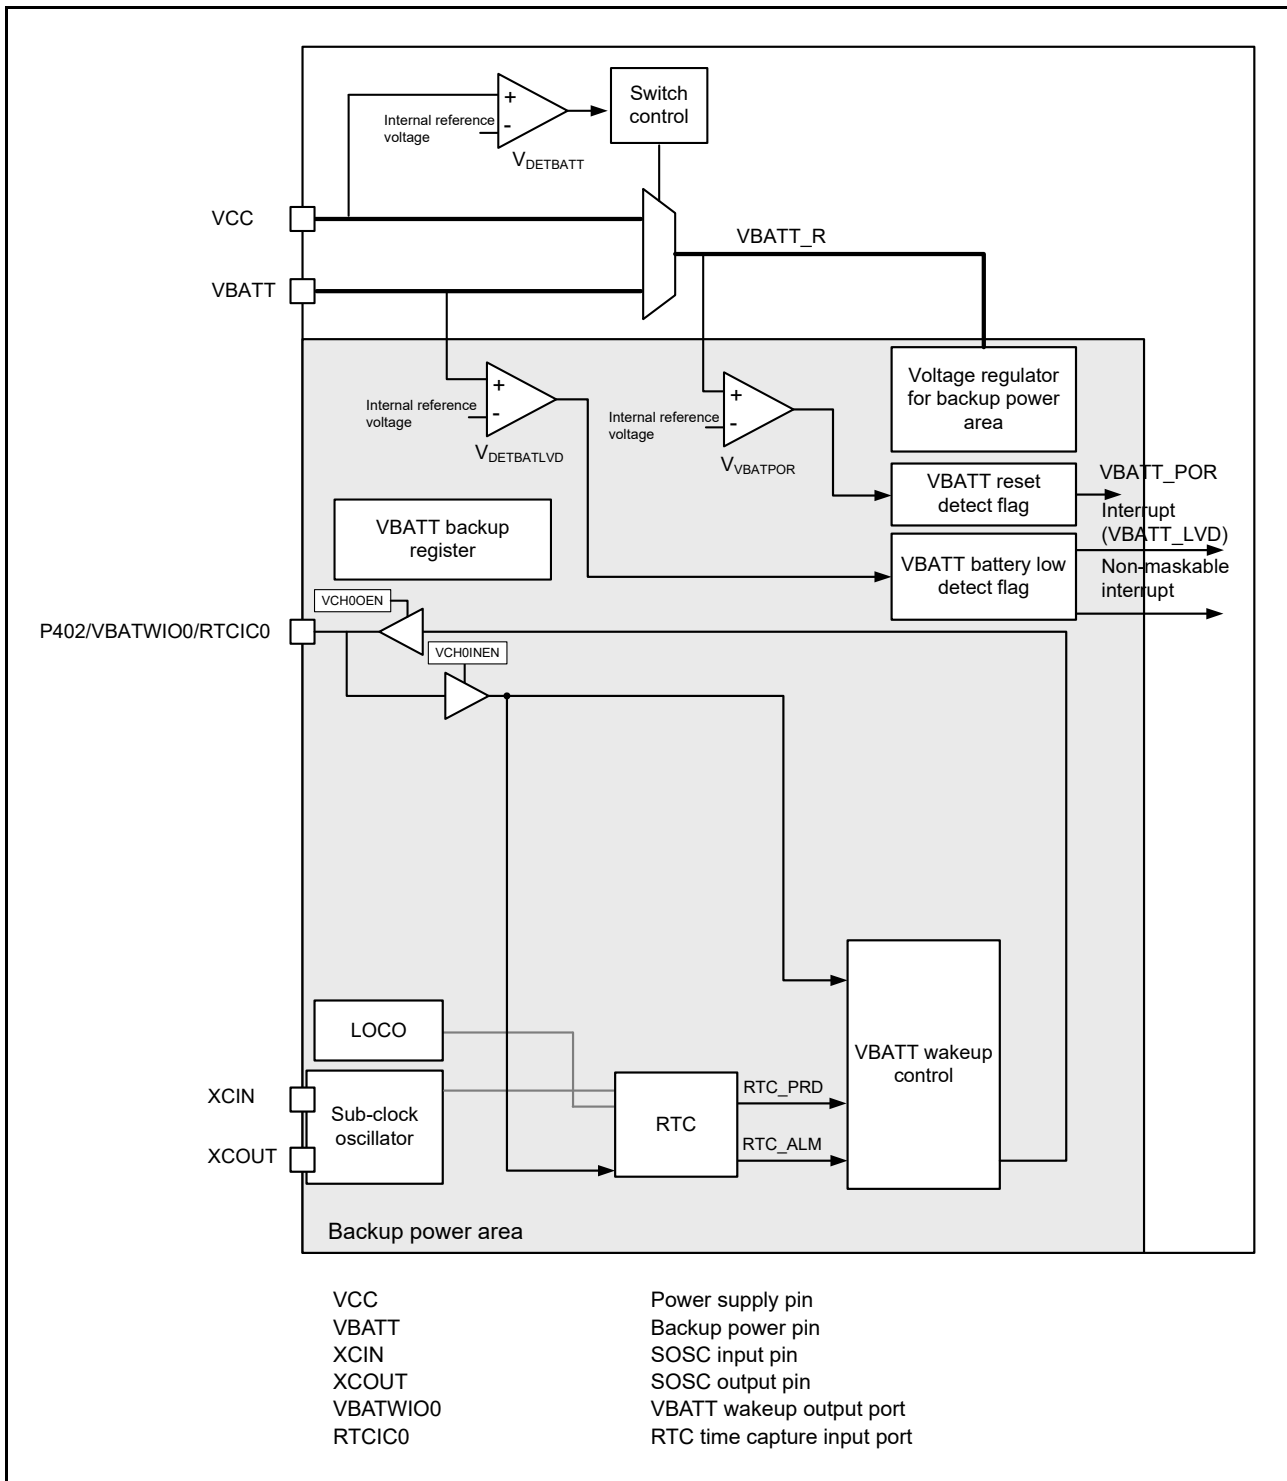 Switch
control
+
Internal reference
voltage
-
VDETBATT
VCC
VBATT_R
VBATT
Voltage regulator
for backup power
area
+
Internal reference
voltage
-
VDETBATLVD
+
Internal reference
voltage
-
VVBATPOR
VBATT reset
detect flag
VBATT_POR
Interrupt
(VBATT_LVD)
VBATT backup
register
VBATT battery low
detect flag
Non-maskable
interrupt
VCH0OEN
P402/VBATWIO0/RTCIC0
VCH0INEN
LOCO
VBATT wakeup
control
XCIN
Sub-clock
oscillator
XCOUT
RTC
RTC_PRD
RTC_ALM
Backup power area
VCC Power supply pin
VBATT Backup power pin
XCIN SOSC input pin
XCOUT SOSC output pin
VBATWIO0 VBATT wakeup output port
RTCIC0 RTC time capture input port